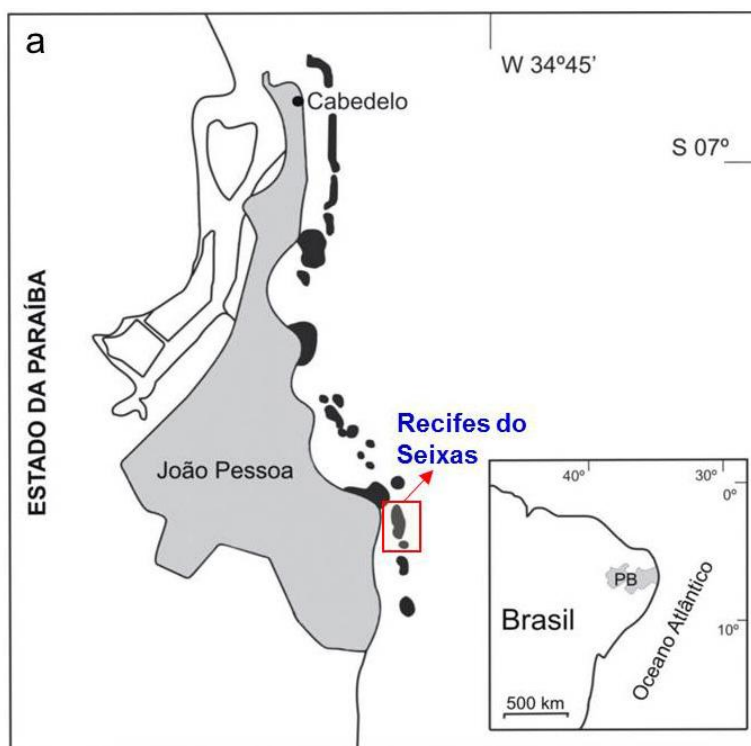 a
W 34º45’
Cabedelo
S 07º
ESTADO DA PARAÍBA
Recifes do
Seixas
João Pessoa
40º
30º
0º
PB
Brasil
10º
Oceano Atlântico
500 km